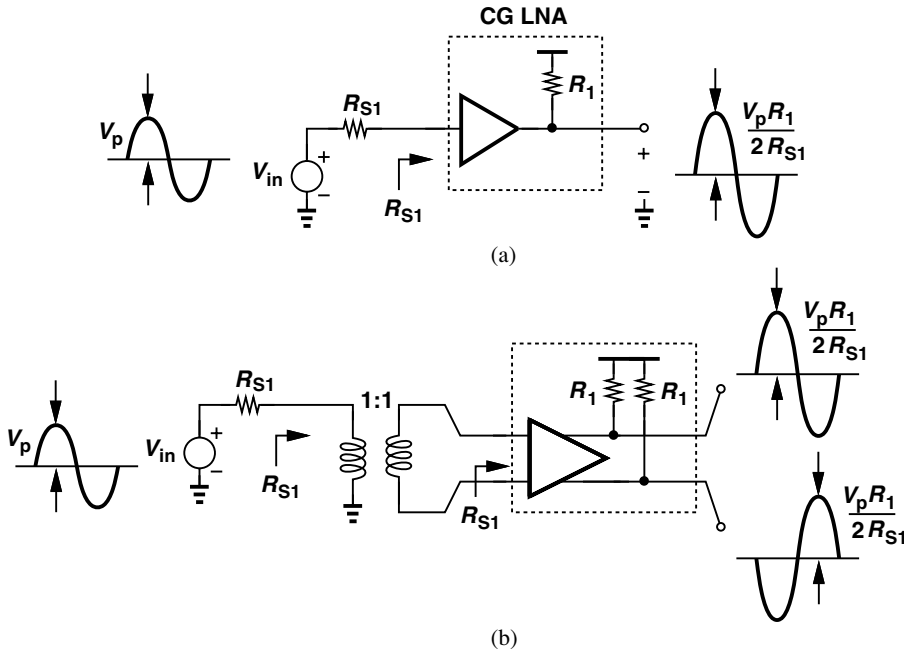 CG LNA
R1
RS1
Vp
Vin
+
−
RS1
+
−
VpR1
2RS1
(a)
RS1
1:1
Vp
Vin
+
−
RS1
RS1
R1 R1
VpR1
2RS1
VpR1
2RS1
(b)